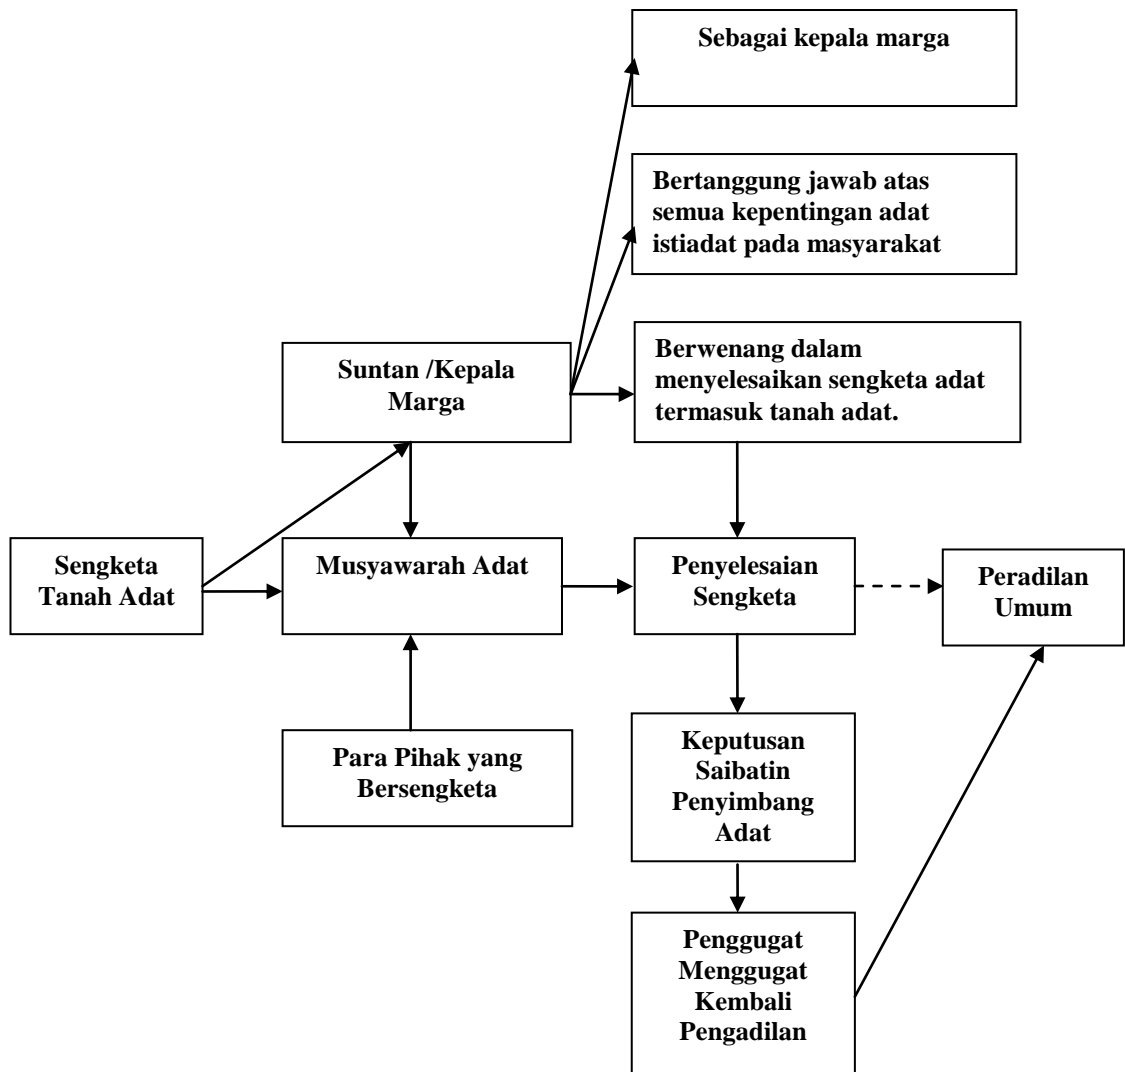 Sebagai kepala marga
Bertanggung jawab atas
semua kepentingan adat
istiadat pada masyarakat
Suntan /Kepala
Marga
Berwenang dalam
menyelesaikan sengketa adat
termasuk tanah adat.
Sengketa
Tanah Adat
Musyawarah Adat
Penyelesaian
Sengketa
Peradilan
Umum
Para Pihak yang
Bersengketa
Keputusan
Saibatin
Penyimbang
Adat
Penggugat
Menggugat
Kembali
Pengadilan